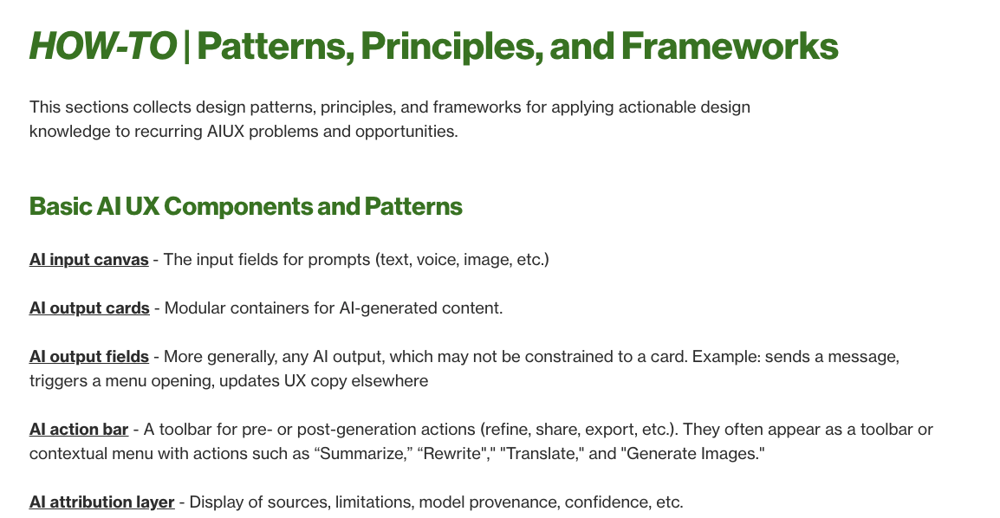 HOW-TO | Patterns, Principles, and Frameworks
This sections collects design patterns, principles, and frameworks for applying actionable design
knowledge to recurring AIUX problems and opportunities.
Basic AI UX Components and Patterns
AI input canvas - The input fields for prompts (text, voice, image, etc.)
AI output cards - Modular containers for AI-generated content.
AI output fields - More generally, any AI output, which may not be constrained to a card. Example: sends a message,
triggers a menu opening, updates UX copy elsewhere
AI action bar - A toolbar for pre- or post-generation actions (refine, share, export, etc.). They often appear as a toolbar or
contextual menu with actions such as “Summarize,” “Rewrite"," "Translate," and "Generate Images."
AI attribution layer - Display of sources, limitations, model provenance, confidence, etc.